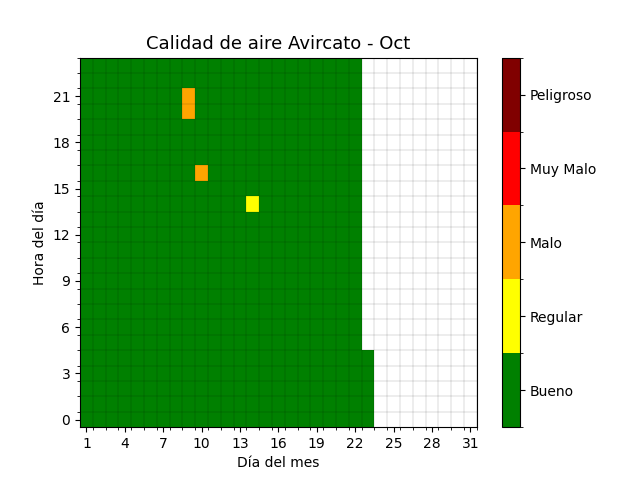 Calidad de aire Avircato - Oct
Hora del día
21
18
15
12
9
6
3
0
1 4 7 10 13 16 19 22 25 28 31
Día del mes
Peligroso
Muy Malo
Malo
Regular
Bueno